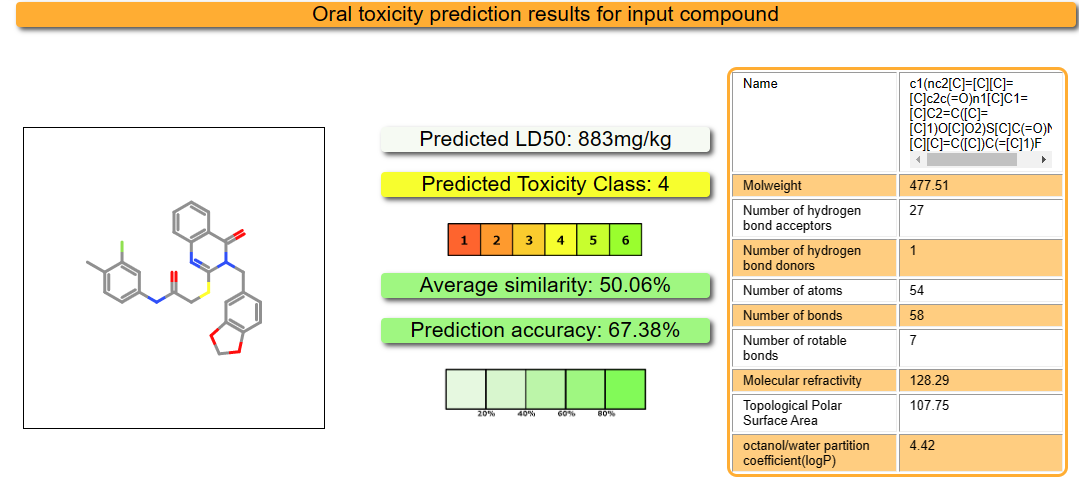 Oral toxicity prediction results for input compound
Predicted LD50: 883mg/kg
Predicted Toxicity Class: 4
1 2 3 4 5 6
Average similarity: 50.06%
Prediction accuracy: 67.38%
20% 40% 60% 80%
Name
c1(nc2[C]=[C][C]=
[C]c2c(=O)n1[C]C1=
[C]C2=C([C]=
[C]1)O[C]O2)S[C]C(=O)N
[C][C]=C([C])C(=[C]1)F
Molweight 477.51
Number of hydrogen
bond acceptors
27
Number of hydrogen
bond donors
1
Number of atoms 54
Number of bonds 58
Number of rotable
bonds
7
Molecular refractivity 128.29
Topological Polar
Surface Area
107.75
octanol/water partition
coefficient(logP)
4.42